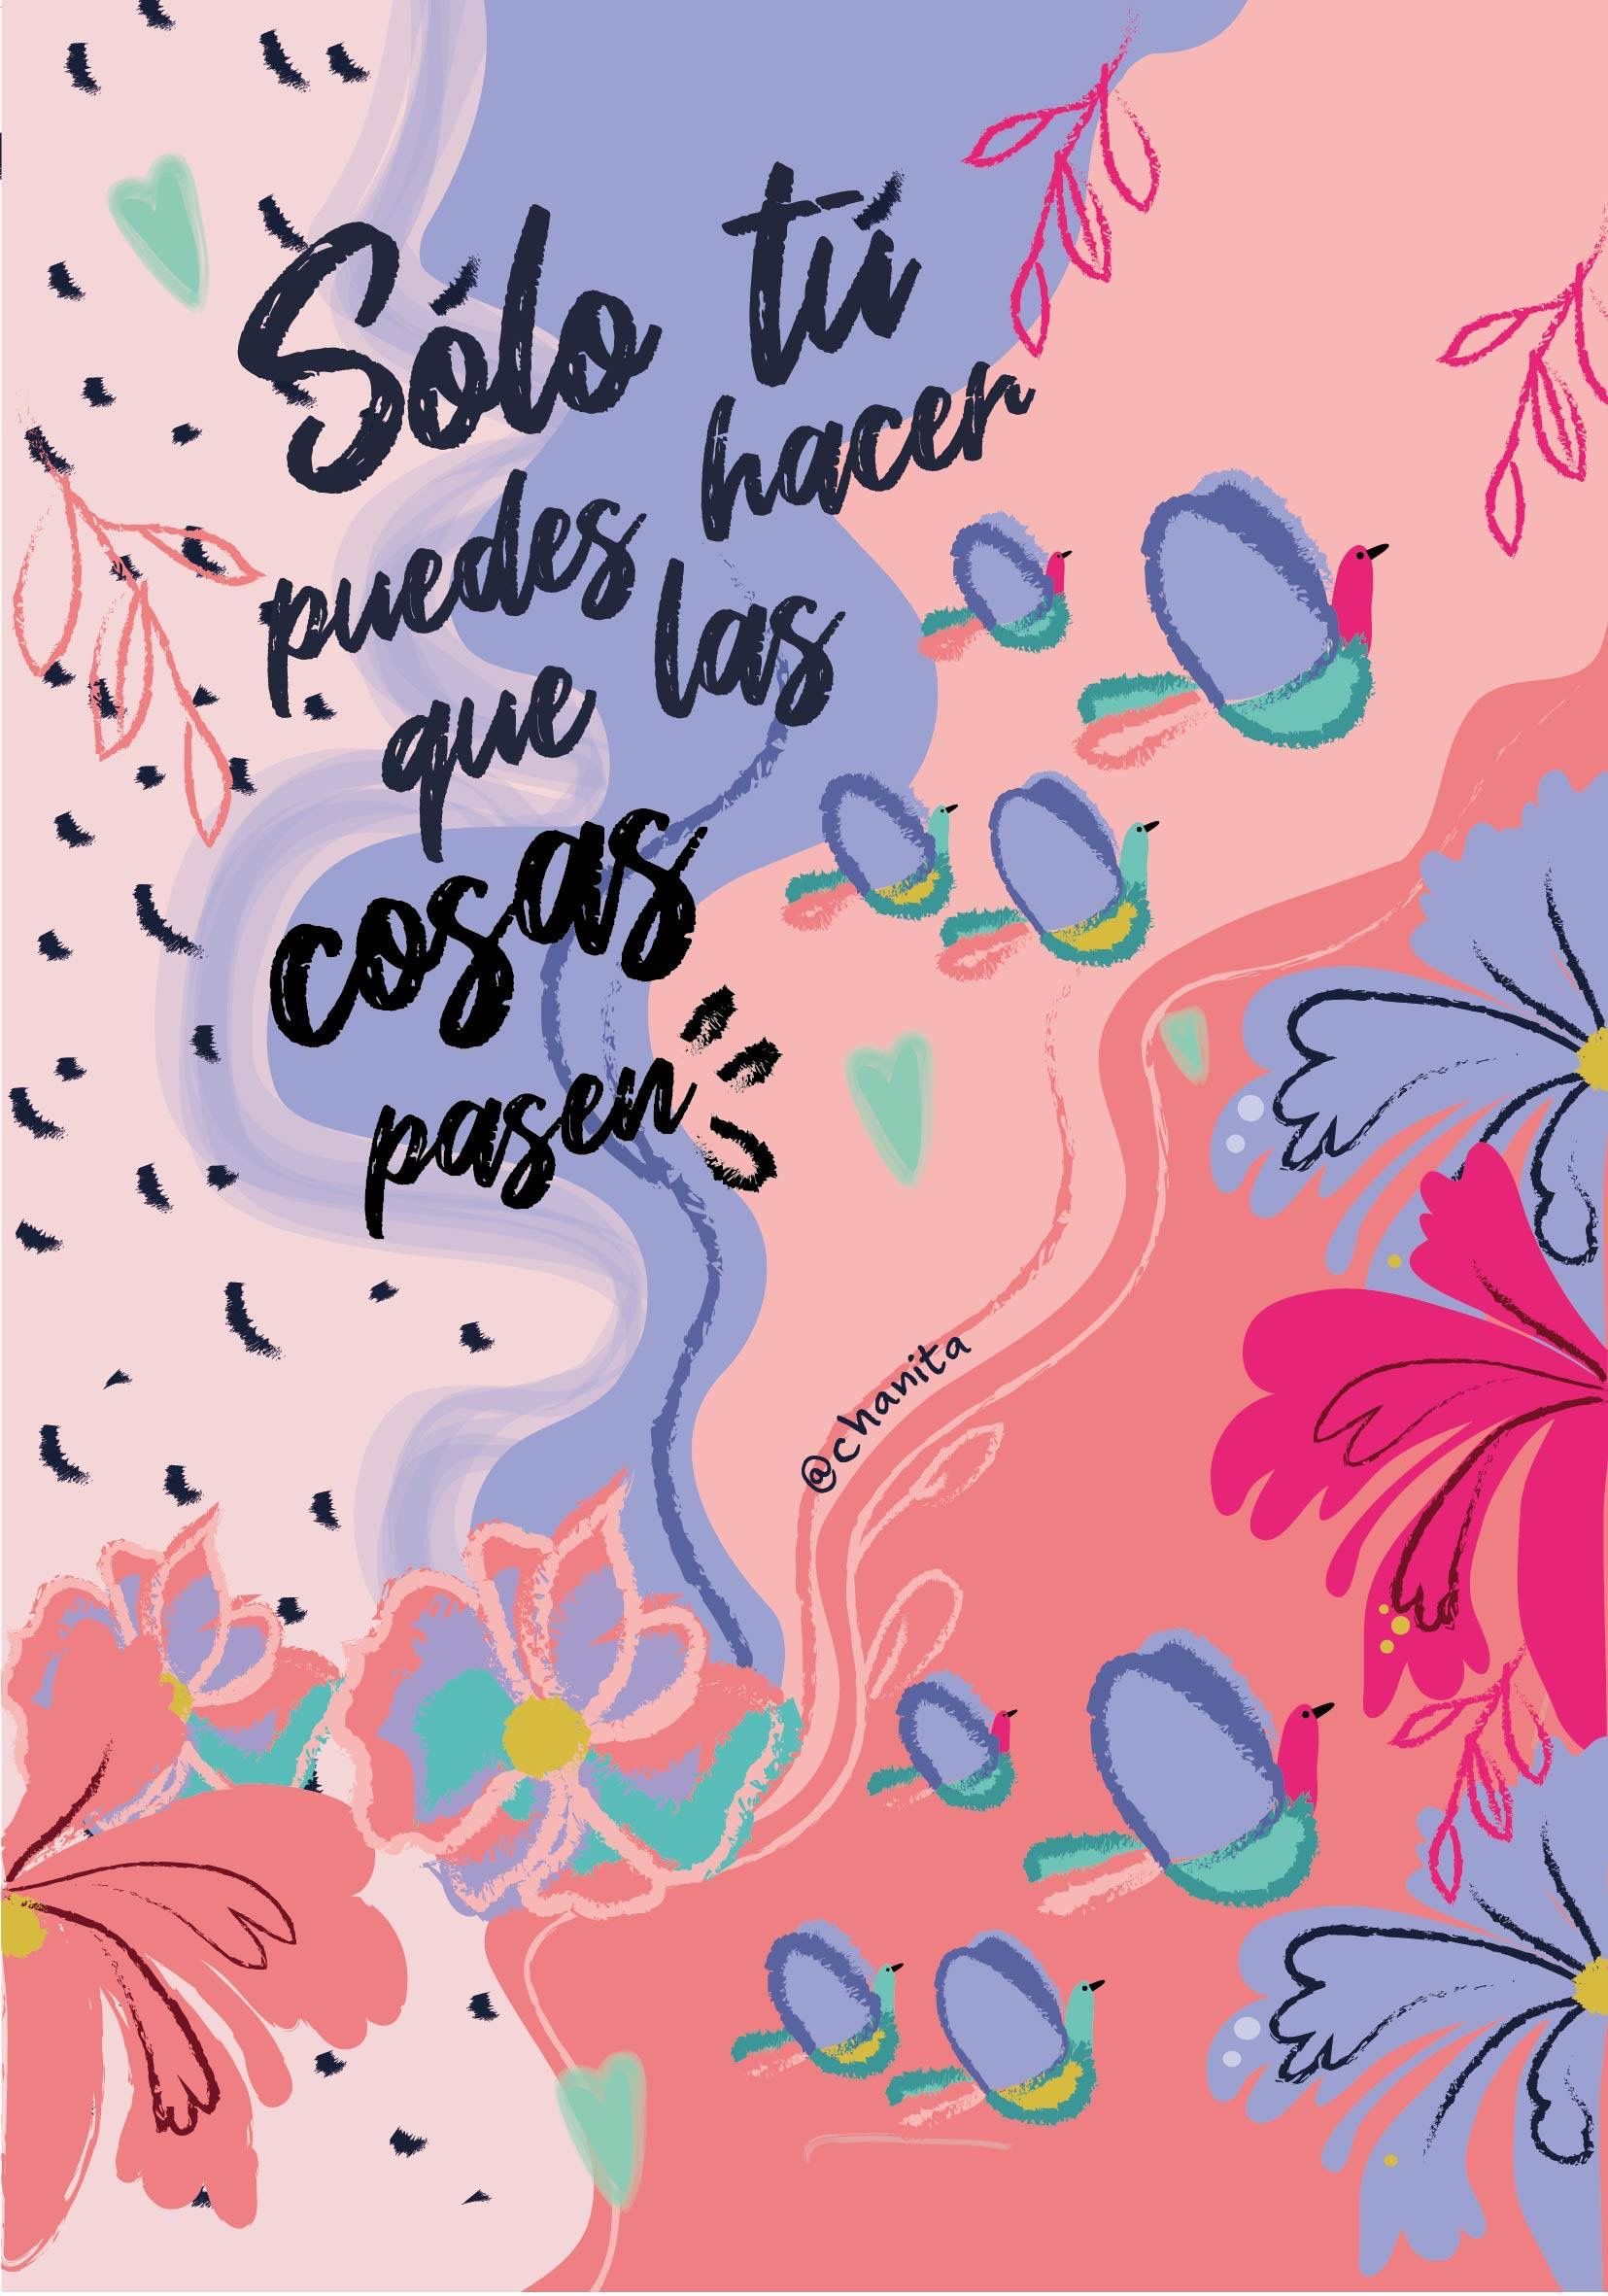 Sólo tú
puedes hacer
que las
cosas
pasen
@chanita